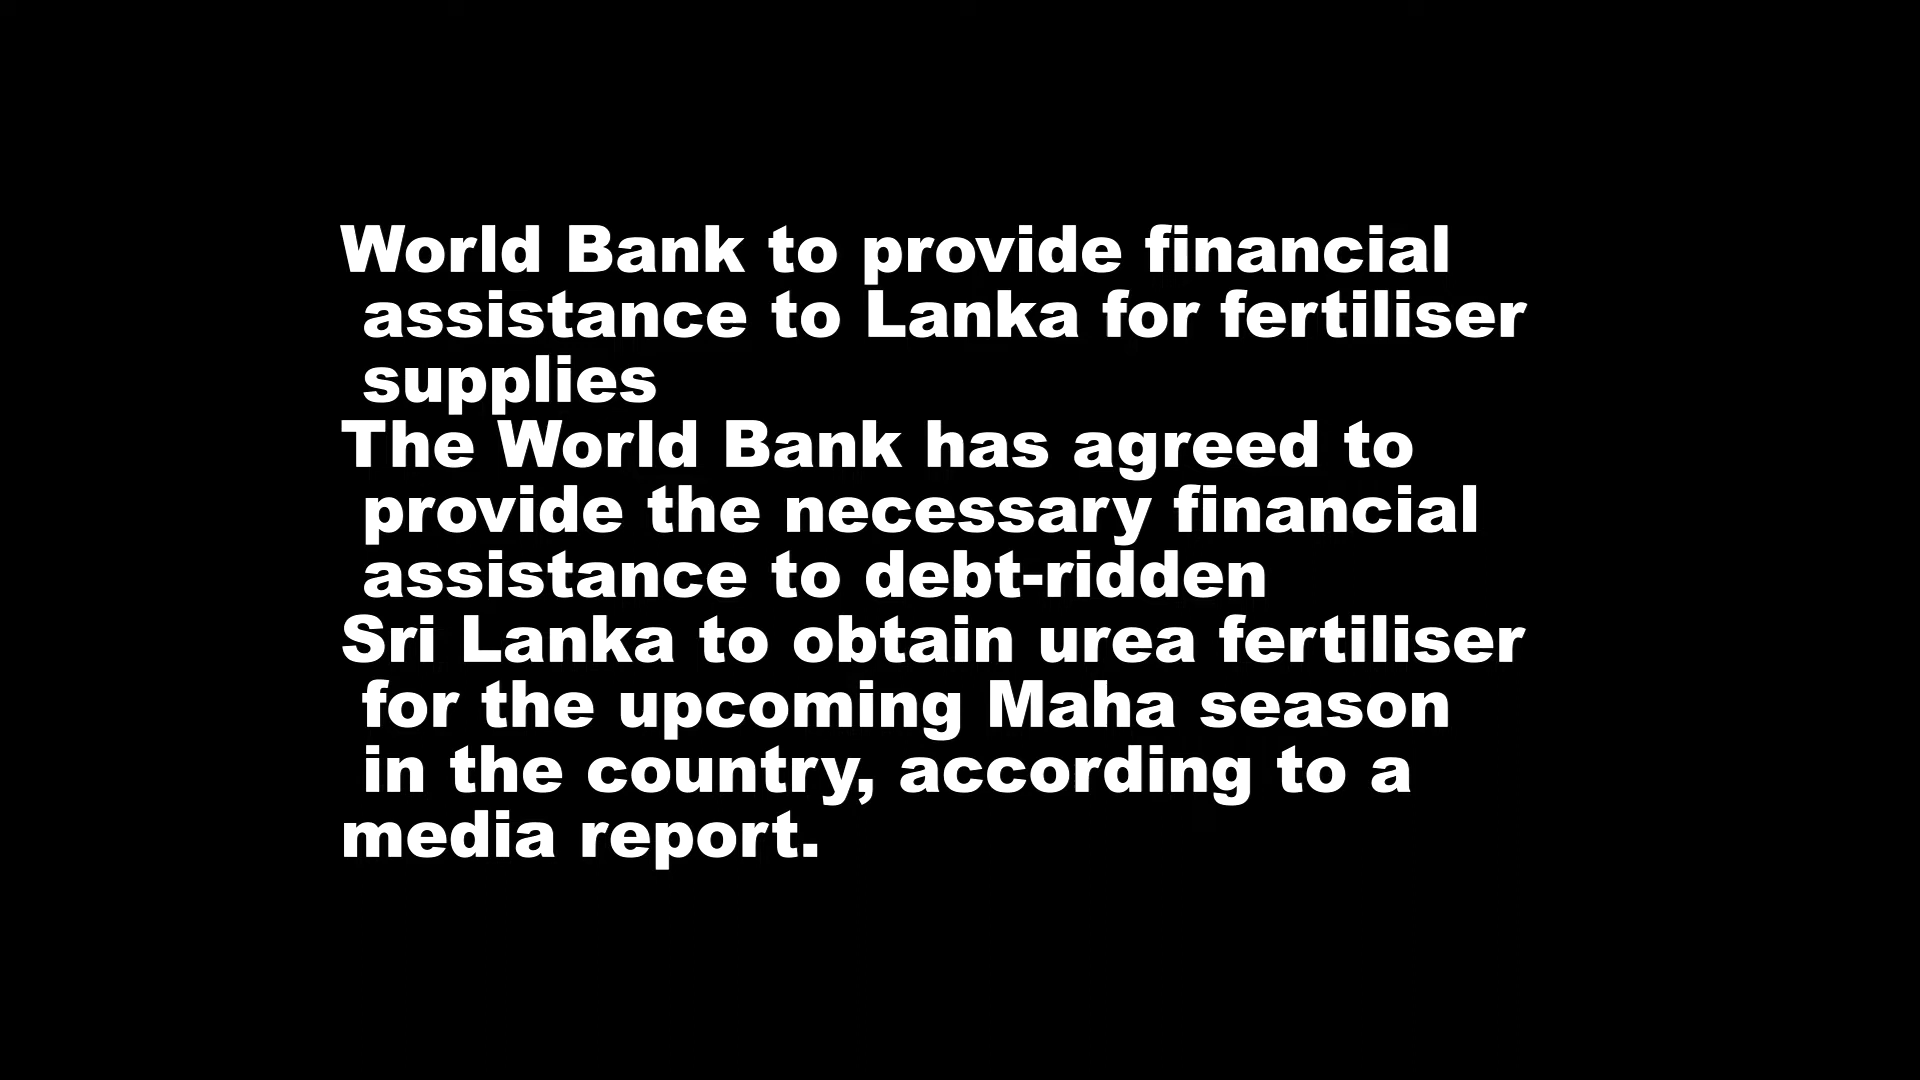 World Bank to provide financial
assistance to Lanka for fertiliser
supplies
The World Bank has agreed to
provide the necessary financial
assistance to debt-ridden
Sri Lanka to obtain urea fertiliser
for the upcoming Maha season
in the country, according to a
media report.